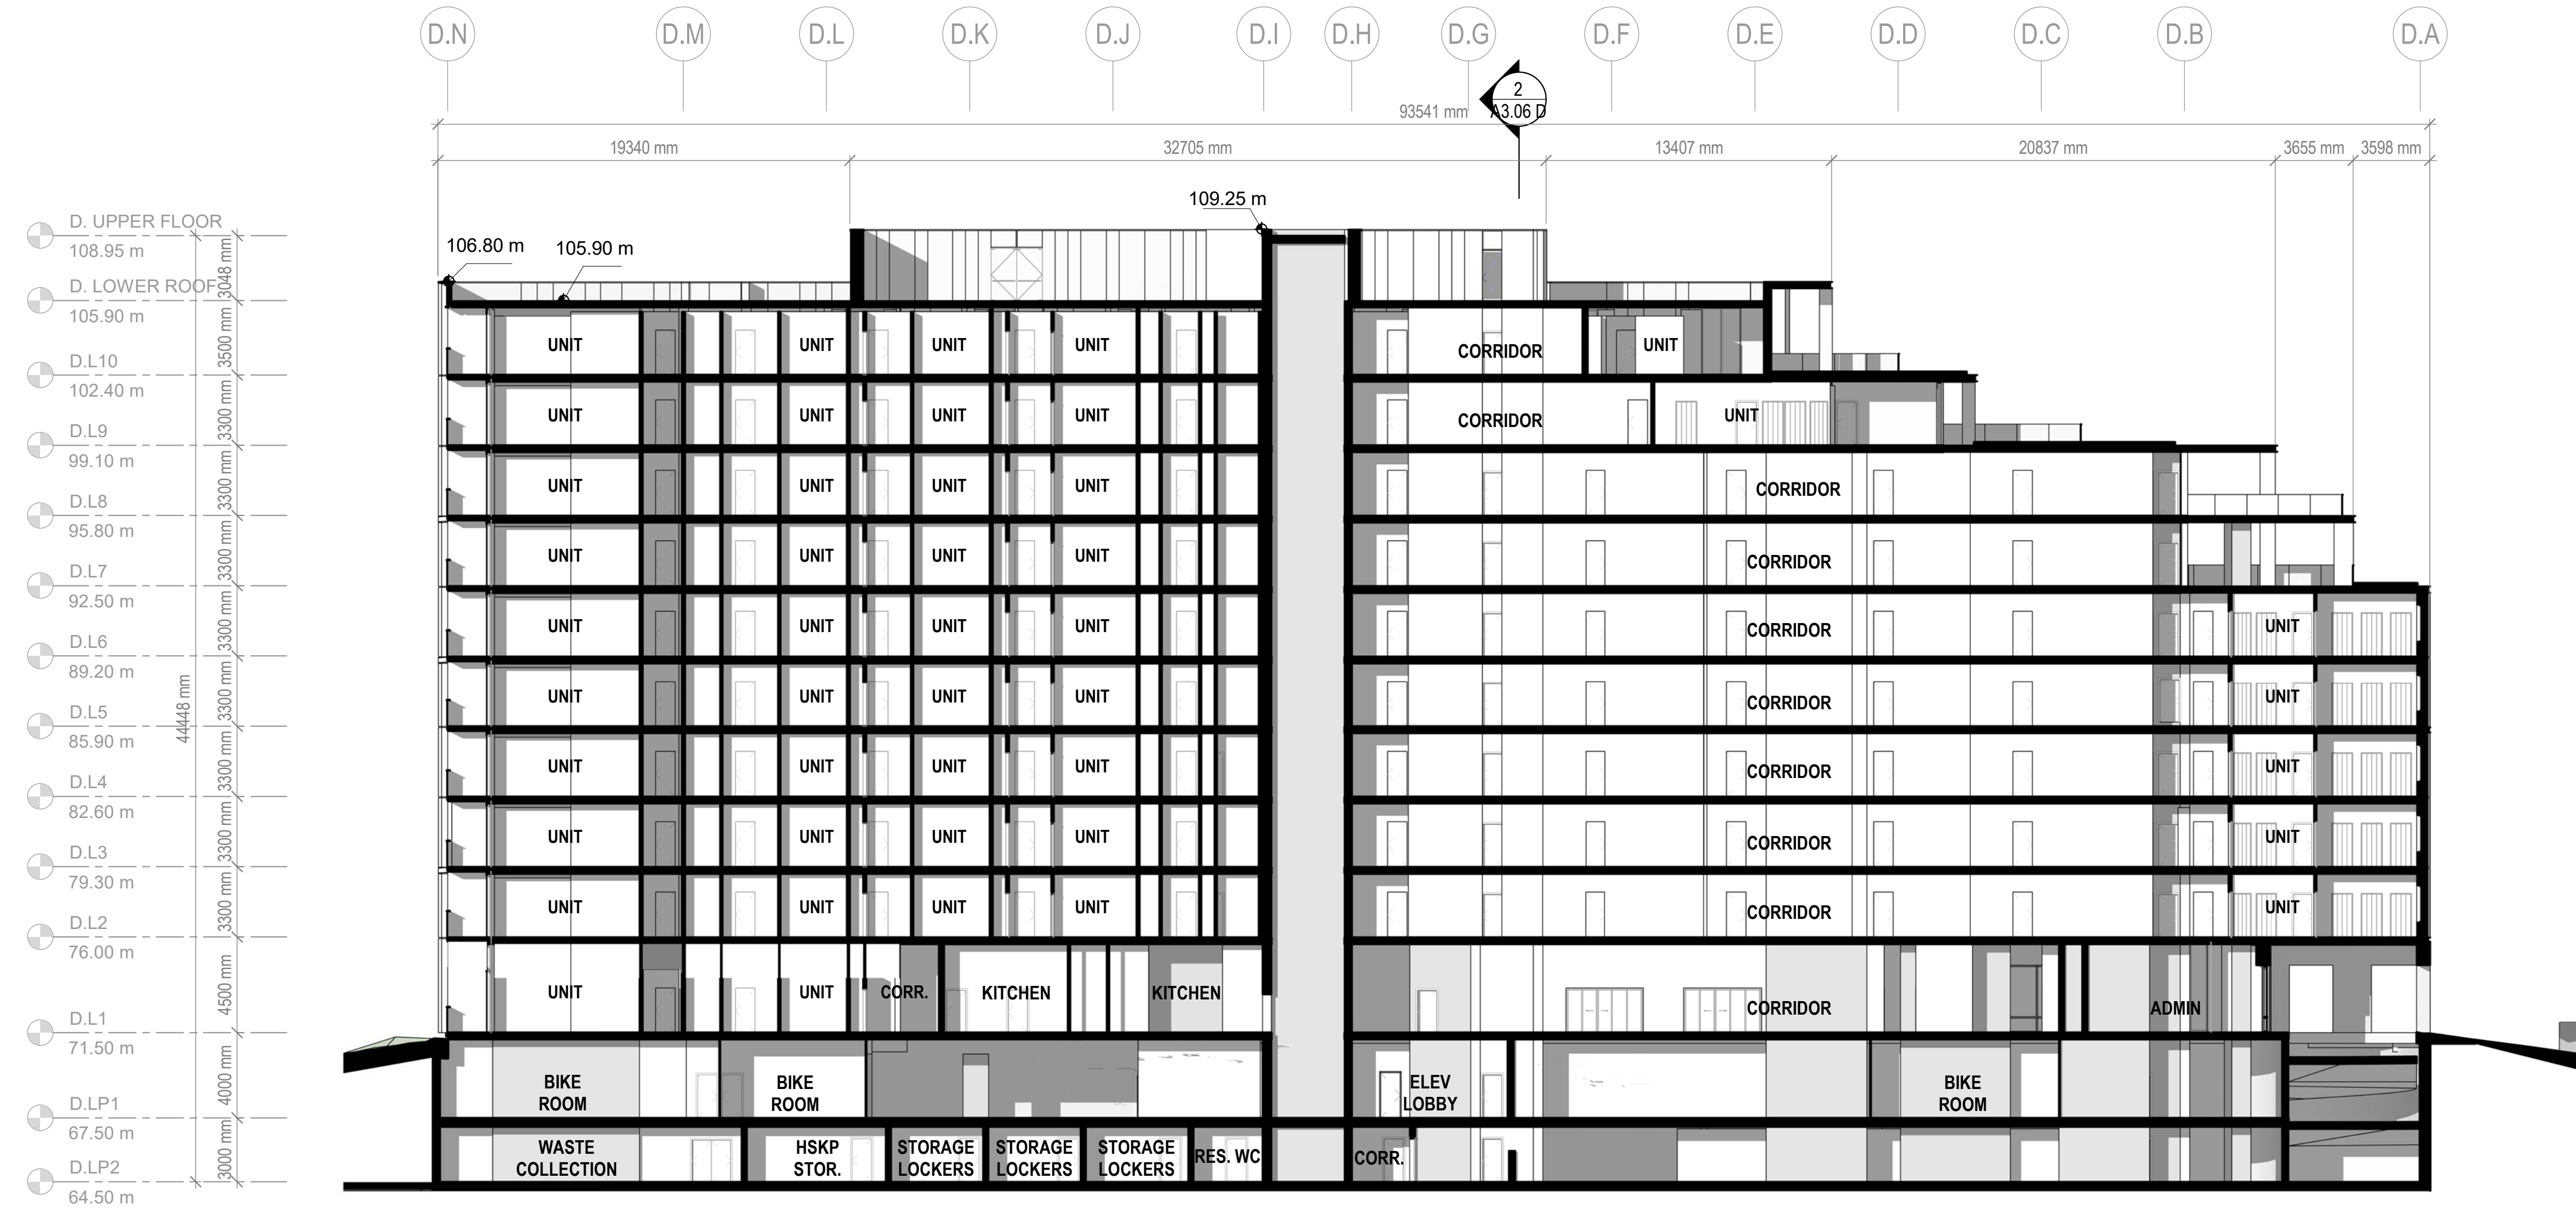 D.N D.M D.L D.K D.J D.I D.H D.G D.F D.E D.D D.C D.B D.A
2
A3.06 D
93541 mm
19340 mm 32705 mm 13407 mm 20837 mm 3655 mm 3598 mm
109.25 m
106.80 m 105.90 m
D. UPPER FLOOR
108.95 m
3048 mm
D. LOWER ROOF
105.90 m
3500 mm
UNIT UNIT UNIT UNIT CORRIDOR UNIT
D.L10
102.40 m
3300 mm
UNIT UNIT UNIT UNIT CORRIDOR UNIT
D.L9
99.10 m
3300 mm
UNIT UNIT UNIT UNIT CORRIDOR
D.L8
95.80 m
3300 mm
UNIT UNIT UNIT UNIT CORRIDOR
D.L7
92.50 m
3300 mm
UNIT UNIT UNIT UNIT CORRIDOR UNIT
D.L6
89.20 m
3300 mm
44448 mm
UNIT UNIT UNIT UNIT CORRIDOR UNIT
D.L5
85.90 m
3300 mm
UNIT UNIT UNIT UNIT CORRIDOR UNIT
D.L4
82.60 m
3300 mm
UNIT UNIT UNIT UNIT CORRIDOR UNIT
D.L3
79.30 m
3300 mm
UNIT UNIT UNIT UNIT CORRIDOR UNIT
D.L2
76.00 m
4500 mm
UNIT UNIT CORR. KITCHEN KITCHEN CORRIDOR ADMIN
D.L1
71.50 m
4000 mm
BIKE BIKE ELEV BIKE
ROOM ROOM LOBBY ROOM
D.LP1
67.50 m
3000 mm
WASTE HSKP STORAGE STORAGE STORAGE RES. WC CORR.
COLLECTION STOR. LOCKERS LOCKERS LOCKERS
D.LP2
64.50 m